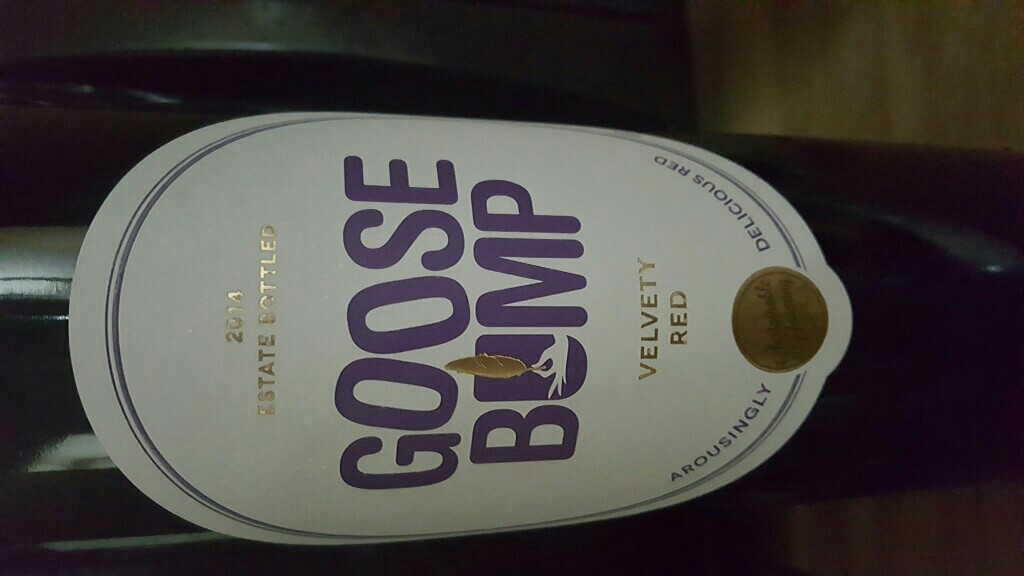 2014
ESTATE BOTTLED
GOOSE
BUMP
VELVETY
RED
AROUSINGLY
DELICIOUS RED